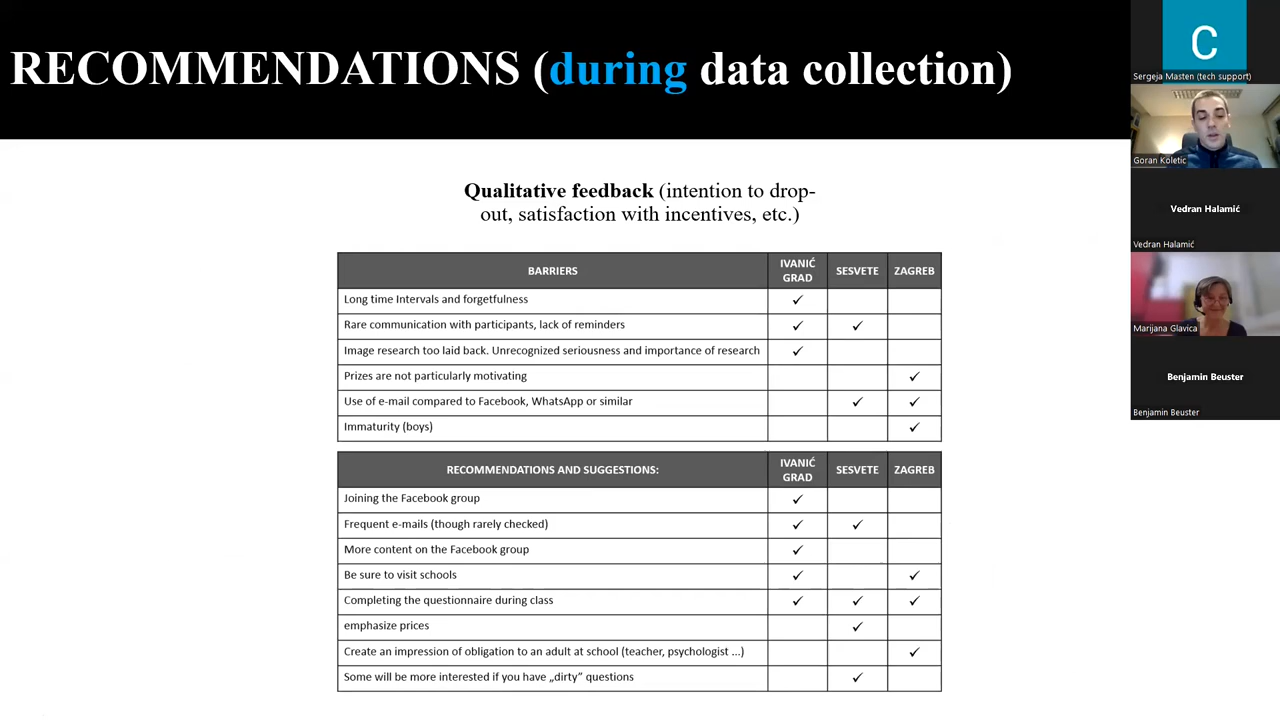 RECOMMENDATIONS (during data collection)
Qualitative feedback (intention to drop-
out, satisfaction with incentives, etc.)
BARRIERS IVANIĆ GRAD SESVETE ZAGREB
Long time Intervals and forgetfulness ✓
Rare communication with participants, lack of reminders ✓ ✓
Image research too laid back. Unrecognized seriousness and importance of research ✓
Prizes are not particularly motivating ✓
Use of e-mail compared to Facebook, WhatsApp or similar ✓ ✓
Immaturity (boys) ✓
RECOMMENDATIONS AND SUGGESTIONS: IVANIĆ GRAD SESVETE ZAGREB
Joining the Facebook group ✓
Frequent e-mails (though rarely checked) ✓ ✓
More content on the Facebook group ✓
Be sure to visit schools ✓ ✓
Completing the questionnaire during class ✓ ✓ ✓
emphasize prices ✓
Create an impression of obligation to an adult at school (teacher, psychologist ...) ✓
Some will be more interested if you have „dirty” questions ✓
C
Sergeja Masten (tech support)
Goran Koletic
Vedran Halamić
Vedran Halamić
Marijana Glavica
Benjamin Beuster
Benjamin Beuster